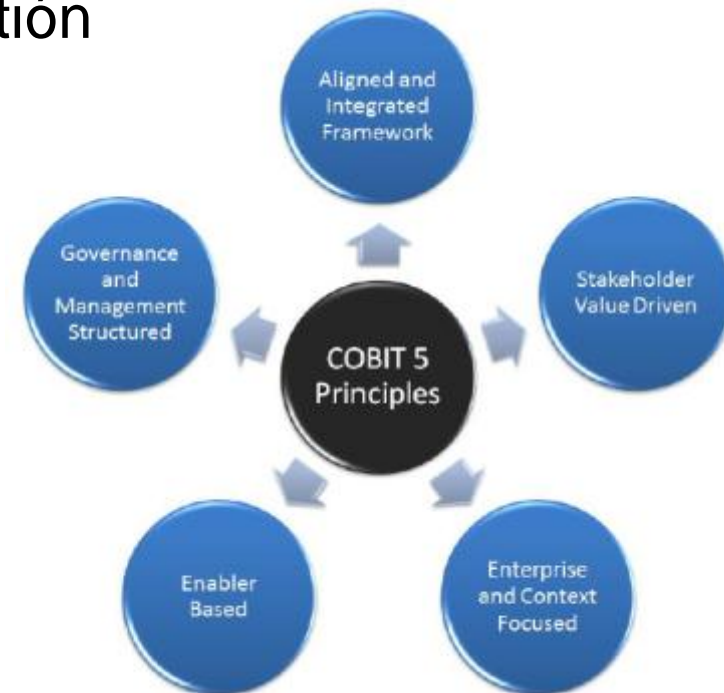 tión
Aligned and
Integrated
Framework
Governance
and
Management
Structured
Stakeholder
Value Driven
COBIT 5
Principles
Enabler
Based
Enterprise
and Context
Focused